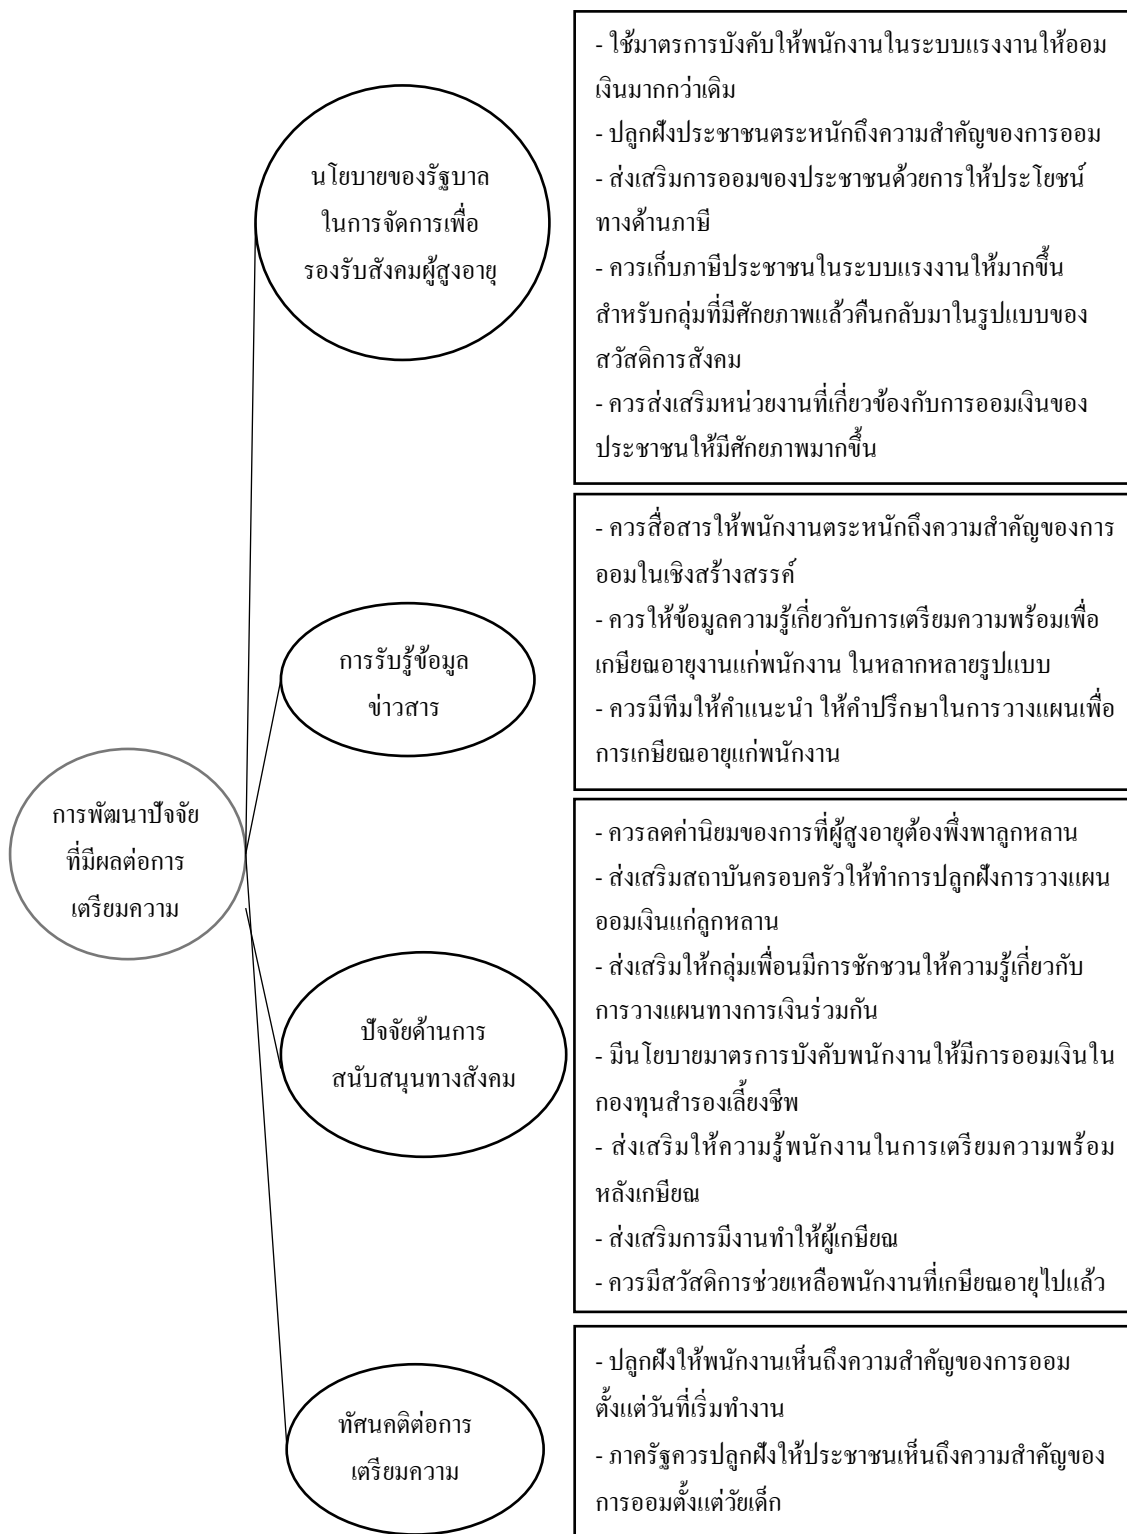 นโยบายของรัฐบาล
ในการจัดการเพื่อ
รองรับสังคมผู้สูงอายุ
- ใช้มาตรการบังคับให้พนักงานในระบบแรงงานให้ออม
เงินมากกว่าเดิม
- ปลูกฝังประชาชนตระหนักถึงความสำคัญของการออม
- ส่งเสริมการออมของประชาชนด้วยการให้ประโยชน์
ทางด้านภาษี
- ควรเก็บภาษีประชาชนในระบบแรงงานให้มากขึ้น
สำหรับกลุ่มที่มีศักยภาพแล้วคืนกลับมาในรูปแบบของ
สวัสดิการสังคม
- ควรส่งเสริมหน่วยงานที่เกี่ยวข้องกับการออมเงินของ
ประชาชนให้มีศักยภาพมากขึ้น
การรับรู้ข้อมูล
ข่าวสาร
- ควรสื่อสารให้พนักงานตระหนักถึงความสำคัญของการ
ออมในเชิงสร้างสรรค์
- ควรให้ข้อมูลความรู้เกี่ยวกับการเตรียมความพร้อมเพื่อ
เกษียณอายุงานแก่พนักงาน ในหลากหลายรูปแบบ
- ควรมีทีมให้คำแนะนำ ให้คำปรึกษาในการวางแผนเพื่อ
การเกษียณอายุแก่พนักงาน
การพัฒนาปัจจัย
ที่มีผลต่อการ
เตรียมความ
ปัจจัยด้านการ
สนับสนุนทางสังคม
- ควรลดค่านิยมของการที่ผู้สูงอายุต้องพึ่งพาลูกหลาน
- ส่งเสริมสถาบันครอบครัวให้ทำการปลูกฝังการวางแผน
ออมเงินแก่ลูกหลาน
- ส่งเสริมให้กลุ่มเพื่อนมีการชักชวนให้ความรู้เกี่ยวกับ
การวางแผนทางการเงินร่วมกัน
- มีนโยบายมาตรการบังคับพนักงานให้มีการออมเงินใน
กองทุนสำรองเลี้ยงชีพ
- ส่งเสริมให้ความรู้พนักงานในการเตรียมความพร้อม
หลังเกษียณ
- ส่งเสริมการมีงานทำให้ผู้เกษียณ
- ควรมีสวัสดิการช่วยเหลือพนักงานที่เกษียณอายุไปแล้ว
ทัศนคติต่อการ
เตรียมความ
- ปลูกฝังให้พนักงานเห็นถึงความสำคัญของการออม
ตั้งแต่วันที่เริ่มทำงาน
- ภาครัฐควรปลูกฝังให้ประชาชนเห็นถึงความสำคัญของ
การออมตั้งแต่วัยเด็ก